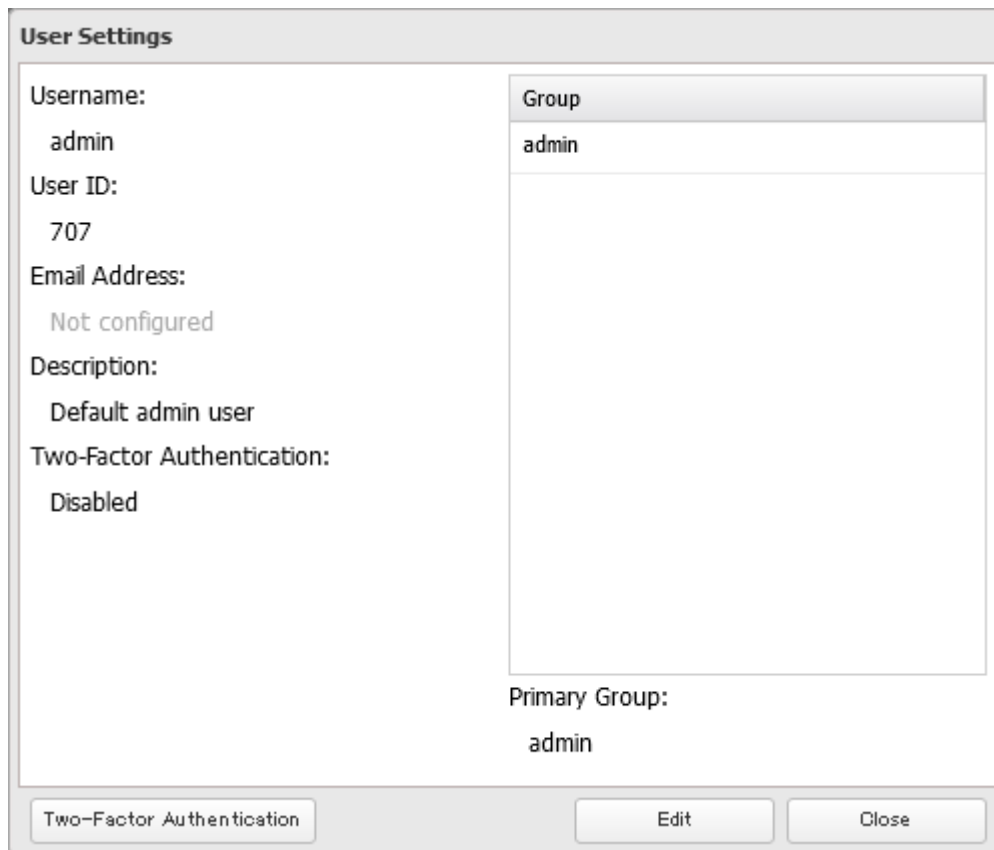 User Settings
Username:
admin
User ID:
707
Email Address:
Not configured
Description:
Default admin user
Two-Factor Authentication:
Disabled
Group
admin
Primary Group:
admin
Two-Factor Authentication
Edit
Close